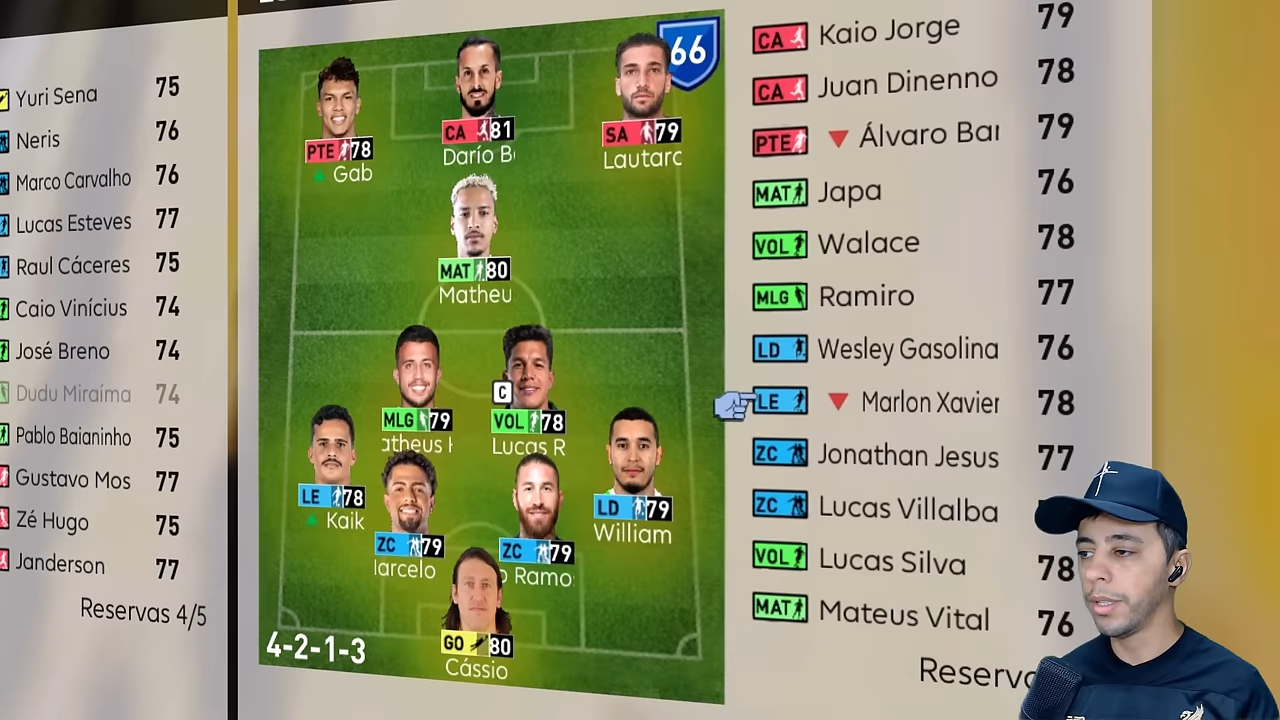 Yuri Sena 75
Neris 76
Marco Carvalho 76
Lucas Esteves 77
Raul Cáceres 75
Caio Vinícius 74
José Breno 74
Dudu Miraíma 74
Pablo Baianinho 75
Gustavo Mos 77
Zé Hugo 75
Janderson 77
Reservas 4/5
66
PTE 78
Gab
CA 81
Darío B
SA 79
Lautarc
MAT 80
Matheu
MLG 79
atheus H
C
VOL 78
Lucas R
LE 78
Kaik
ZC 79
Marcelo
ZC 79
o Ramo
LD 79
William
GO 80
Cássio
4-2-1-3
CA Kaio Jorge 79
CA Juan Dinenno 78
PTE Álvaro Bar 79
MAT Japa 76
VOL Walace 78
MLG Ramiro 77
LD Wesley Gasolina 76
LE Marlon Xavier 78
ZC Jonathan Jesus 77
ZC Lucas Villalba
VOL Lucas Silva 78
MAT Mateus Vital 76
Reserva